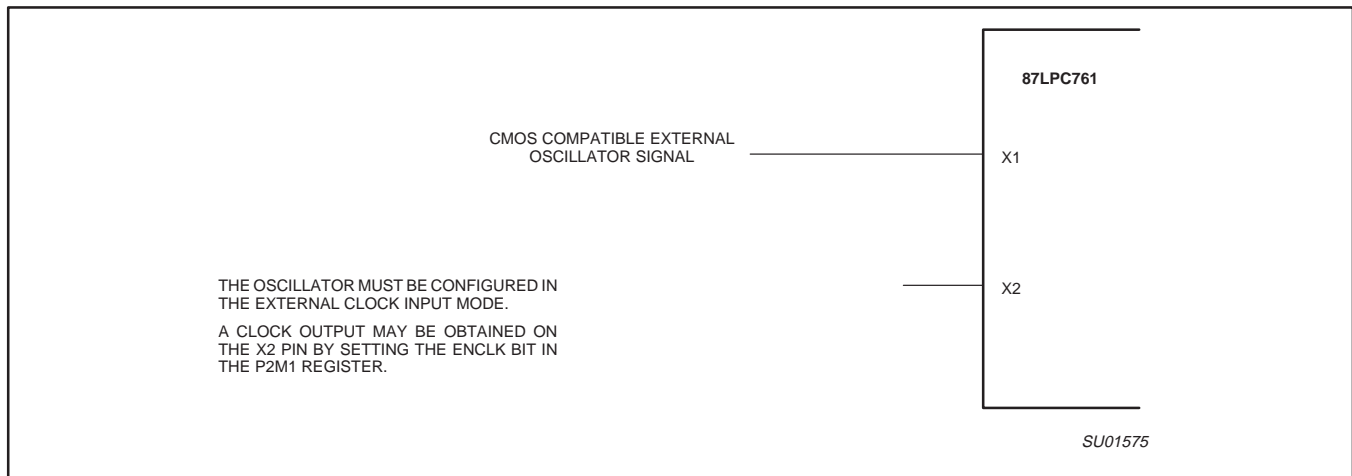 87LPC761
CMOS COMPATIBLE EXTERNAL
OSCILLATOR SIGNAL
X1
THE OSCILLATOR MUST BE CONFIGURED IN
THE EXTERNAL CLOCK INPUT MODE.
X2
A CLOCK OUTPUT MAY BE OBTAINED ON
THE X2 PIN BY SETTING THE ENCLK BIT IN
THE P2M1 REGISTER.
SU01575